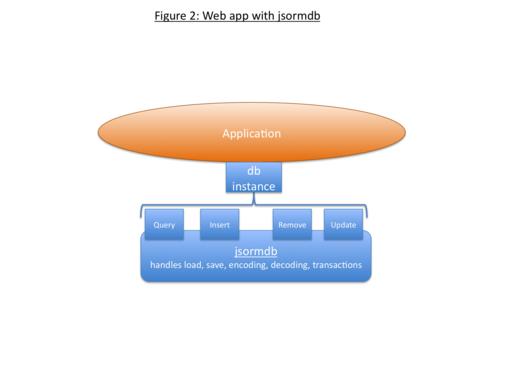 Figure 2: Web app with jsormdb
Application
db
instance
Query Insert Remove Update
jsormdb
handles load, save, encoding, decoding, transactions